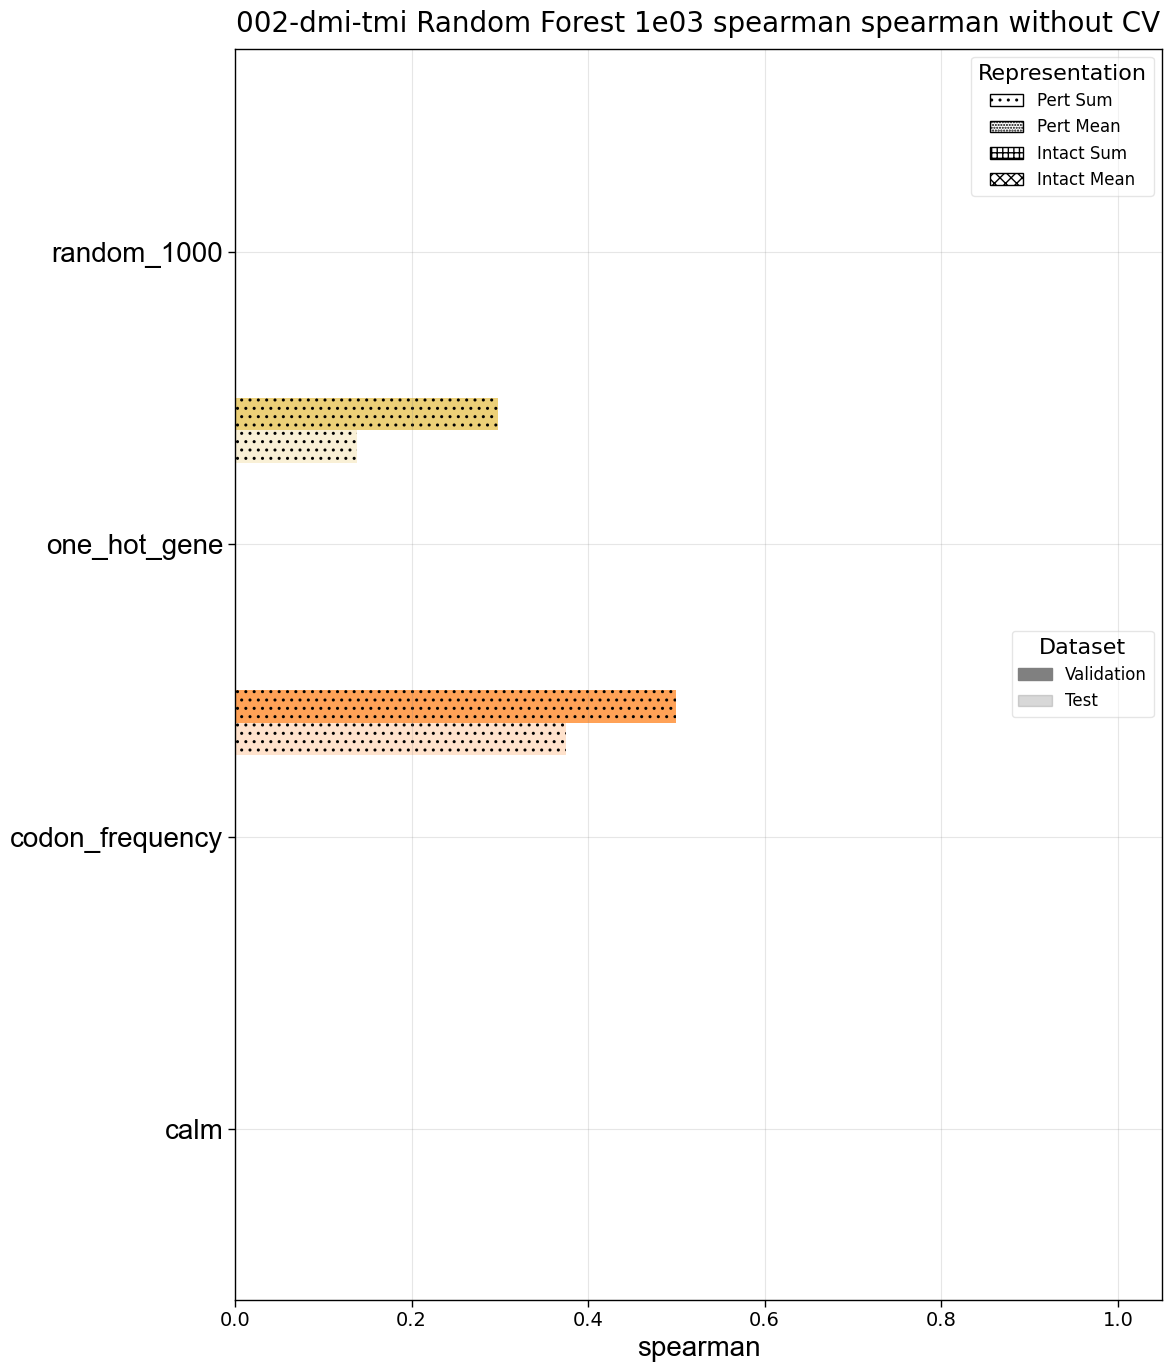 002-dmi-tmi Random Forest 1e03 spearman spearman without CV
Representation
Pert Sum
Pert Mean
Intact Sum
Intact Mean
random_1000
one_hot_gene
Dataset
Validation
Test
codon_frequency
calm
0.0 0.2 0.4 0.6 0.8 1.0
spearman